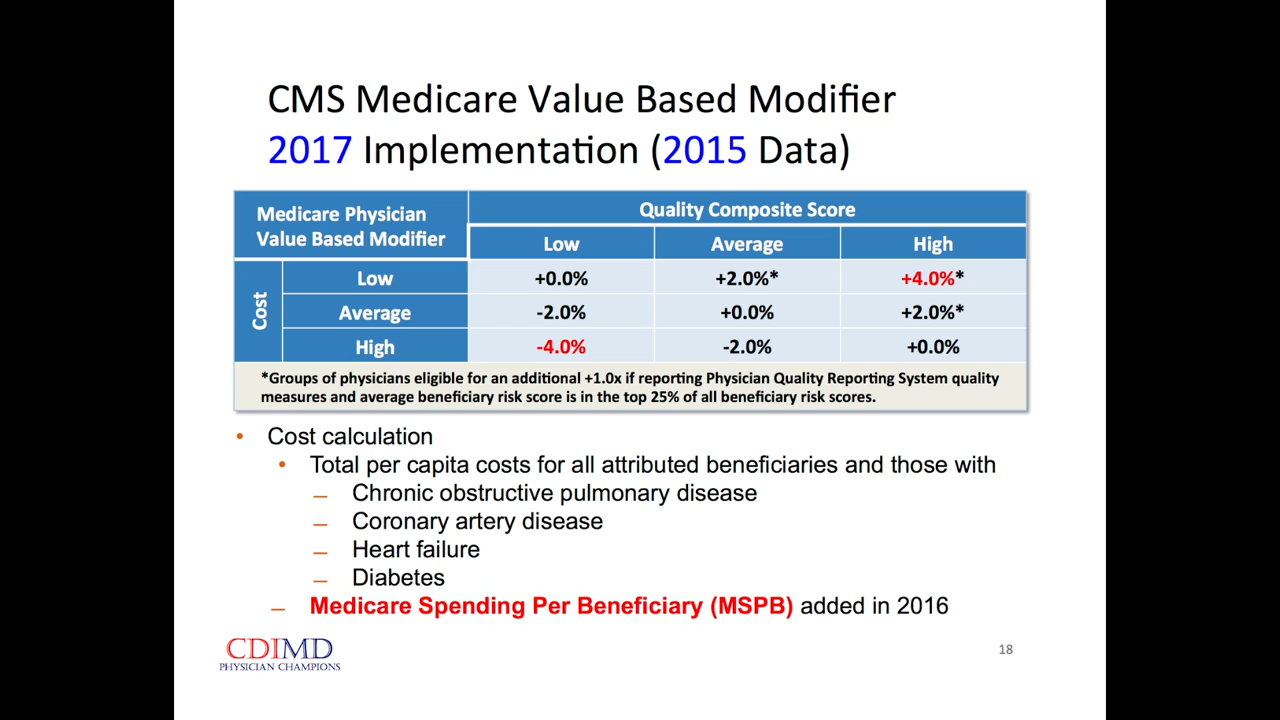 CMS Medicare Value Based Modifier
2017 Implementation (2015 Data)
Medicare Physician
Value Based Modifier
Quality Composite Score
Low Average High
Cost
Low +0.0% +2.0%* +4.0%*
Average -2.0% +0.0% +2.0%*
High -4.0% -2.0% +0.0%
*Groups of physicians eligible for an additional +1.0x if reporting Physician Quality Reporting System quality
measures and average beneficiary risk score is in the top 25% of all beneficiary risk scores.
• Cost calculation
• Total per capita costs for all attributed beneficiaries and those with
– Chronic obstructive pulmonary disease
– Coronary artery disease
– Heart failure
– Diabetes
– Medicare Spending Per Beneficiary (MSPB) added in 2016
CDIMD
PHYSICIAN CHAMPIONS
18